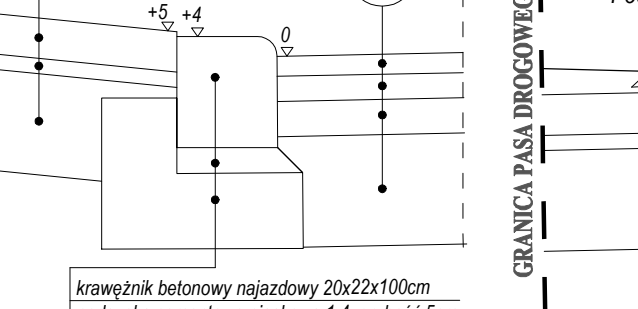 +5 +4
0
krawężnik betonowy najazdowy 20x22x100cm
GRANICA PASA DROGOWEGO